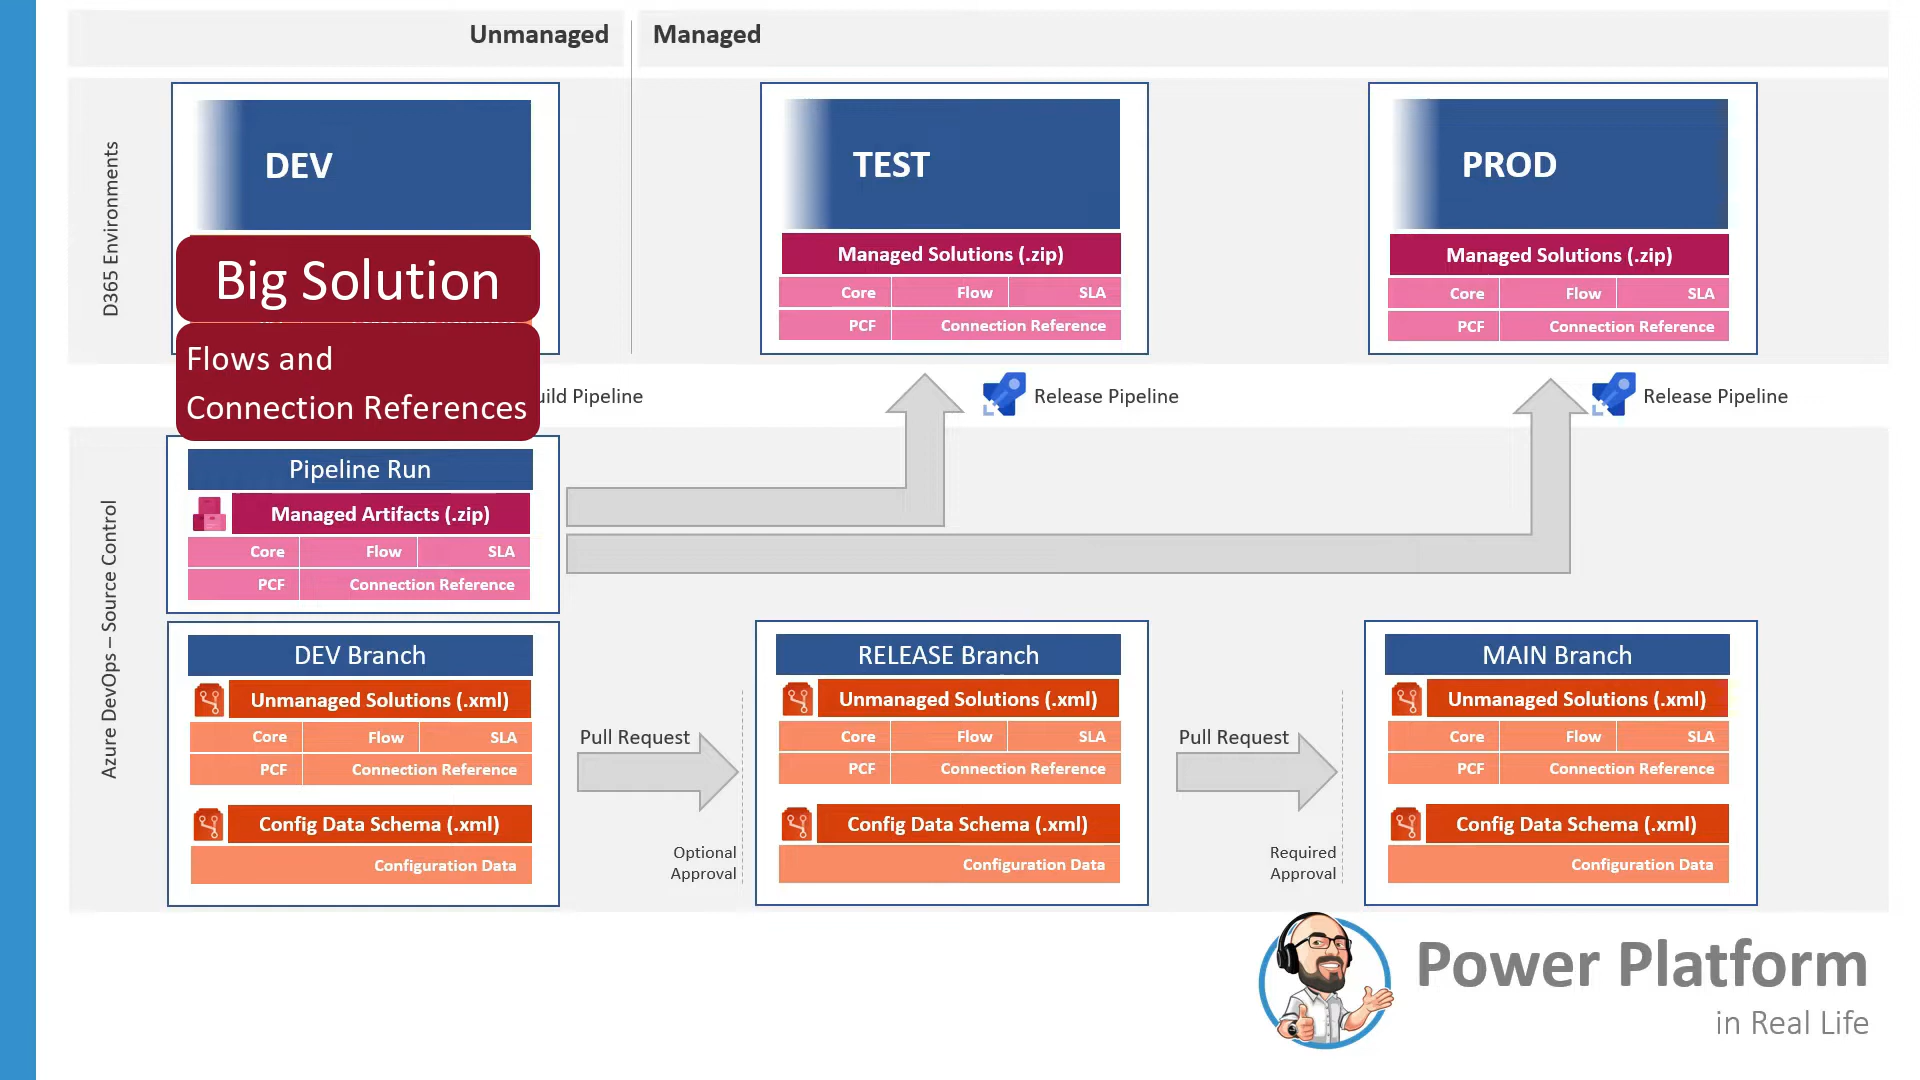 Unmanaged
Managed
D365 Environments
DEV
TEST
PROD
Big Solution
Flows and
Connection References
Managed Solutions (.zip)
Core Flow SLA
PCF Connection Reference
Managed Solutions (.zip)
Core Flow SLA
PCF Connection Reference
uild Pipeline
Release Pipeline
Release Pipeline
Azure DevOps – Source Control
Pipeline Run
Managed Artifacts (.zip)
Core Flow SLA
PCF Connection Reference
DEV Branch
Unmanaged Solutions (.xml)
Core Flow SLA
PCF Connection Reference
Config Data Schema (.xml)
Configuration Data
Pull Request
Optional
Approval
RELEASE Branch
Unmanaged Solutions (.xml)
Core Flow SLA
PCF Connection Reference
Config Data Schema (.xml)
Configuration Data
Pull Request
Required
Approval
MAIN Branch
Unmanaged Solutions (.xml)
Core Flow SLA
PCF Connection Reference
Config Data Schema (.xml)
Configuration Data
Power Platform
in Real Life